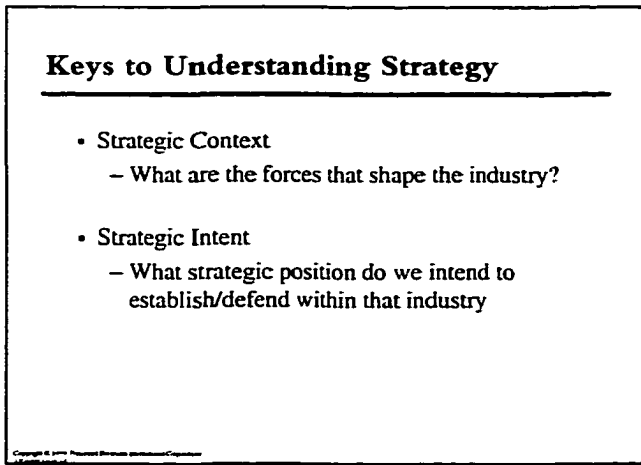 Keys to Understanding Strategy
▪ Strategic Context
– What are the forces that shape the industry?
▪ Strategic Intent
– What strategic position do we intend to
establish/defend within that industry
Copyright ©